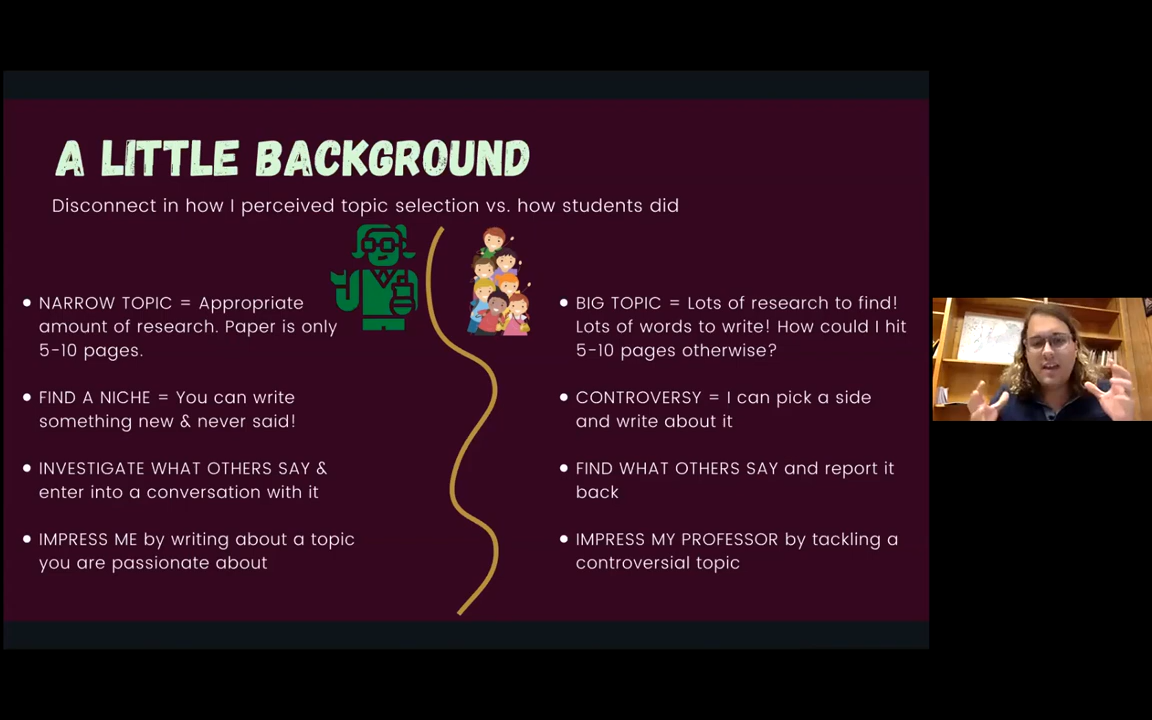 A LITTLE BACKGROUND
Disconnect in how I perceived topic selection vs. how students did
NARROW TOPIC = Appropriate
amount of research. Paper is only
5-10 pages.
FIND A NICHE = You can write
something new & never said!
INVESTIGATE WHAT OTHERS SAY &
enter into a conversation with it
IMPRESS ME by writing about a topic
you are passionate about
BIG TOPIC = Lots of research to find!
Lots of words to write! How could I hit
5-10 pages otherwise?
CONTROVERSY = I can pick a side
and write about it
FIND WHAT OTHERS SAY and report it
back
IMPRESS MY PROFESSOR by tackling a
controversial topic